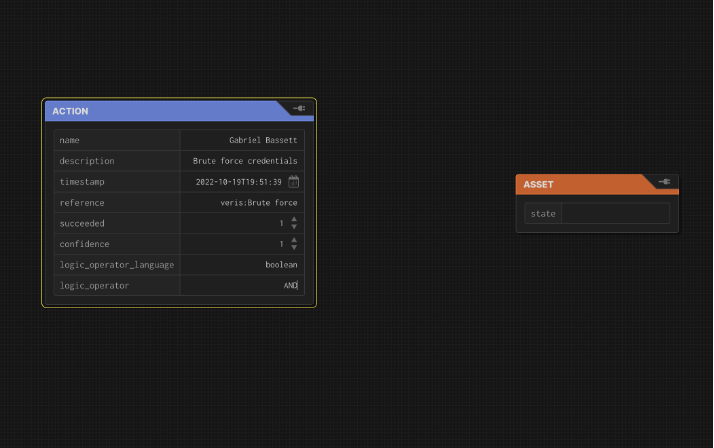 ACTION
name Gabriel Bassett
description Brute force credentials
timestamp 2022-10-19T19:51:39
reference veris:Brute force
succeeded 1
confidence 1
logic_operator_language boolean
logic_operator AND
ASSET
state